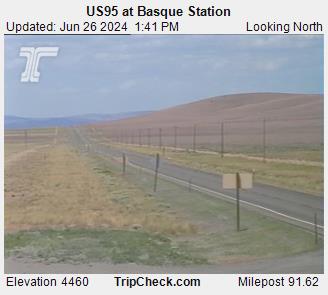 US95 at Basque Station
Updated: Jun 26 2024 1:41 PM Looking North
Elevation 4460 TripCheck.com Milepost 91.62